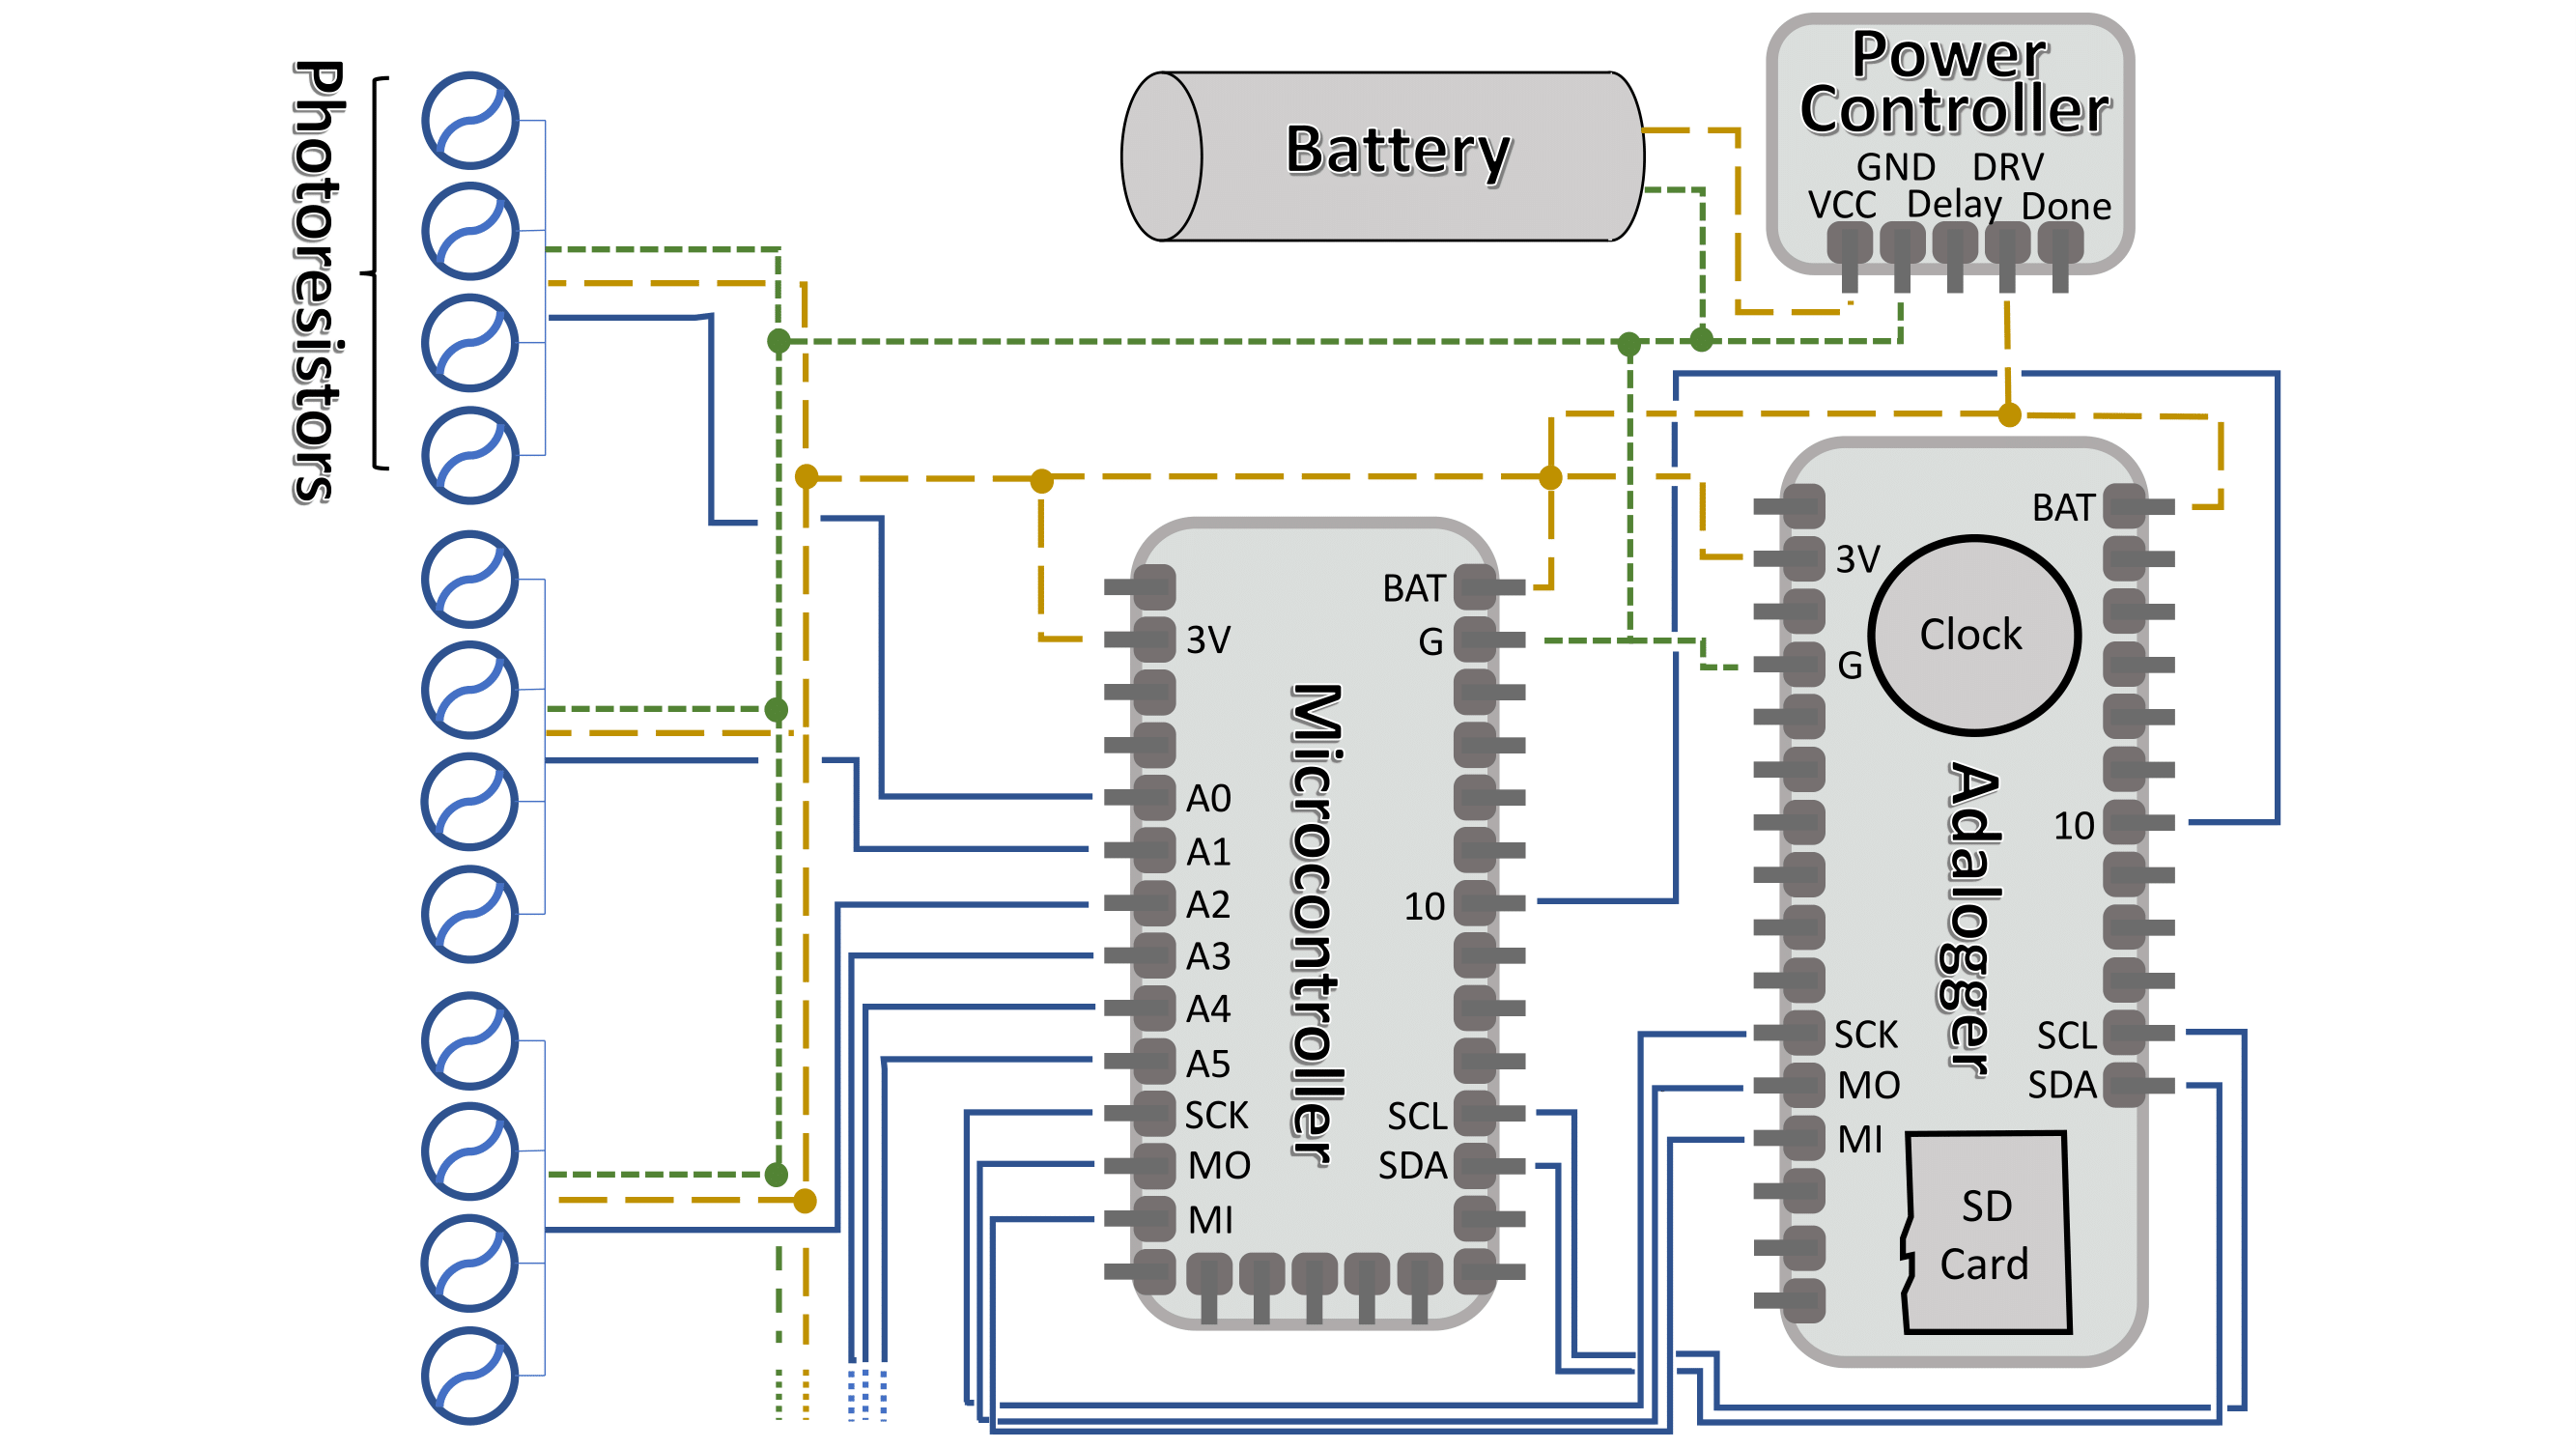 Photoresistors
Battery
Power
Controller
GND DRV
VCC Delay Done
BAT
3V
G
A0
A1
A2
10
A3
A4
A5
SCK SCL
MO SDA
MI
Microcontroller
BAT
3V
Clock
G
10
Adalogger
SCK SCL
MO SDA
MI
SD
Card